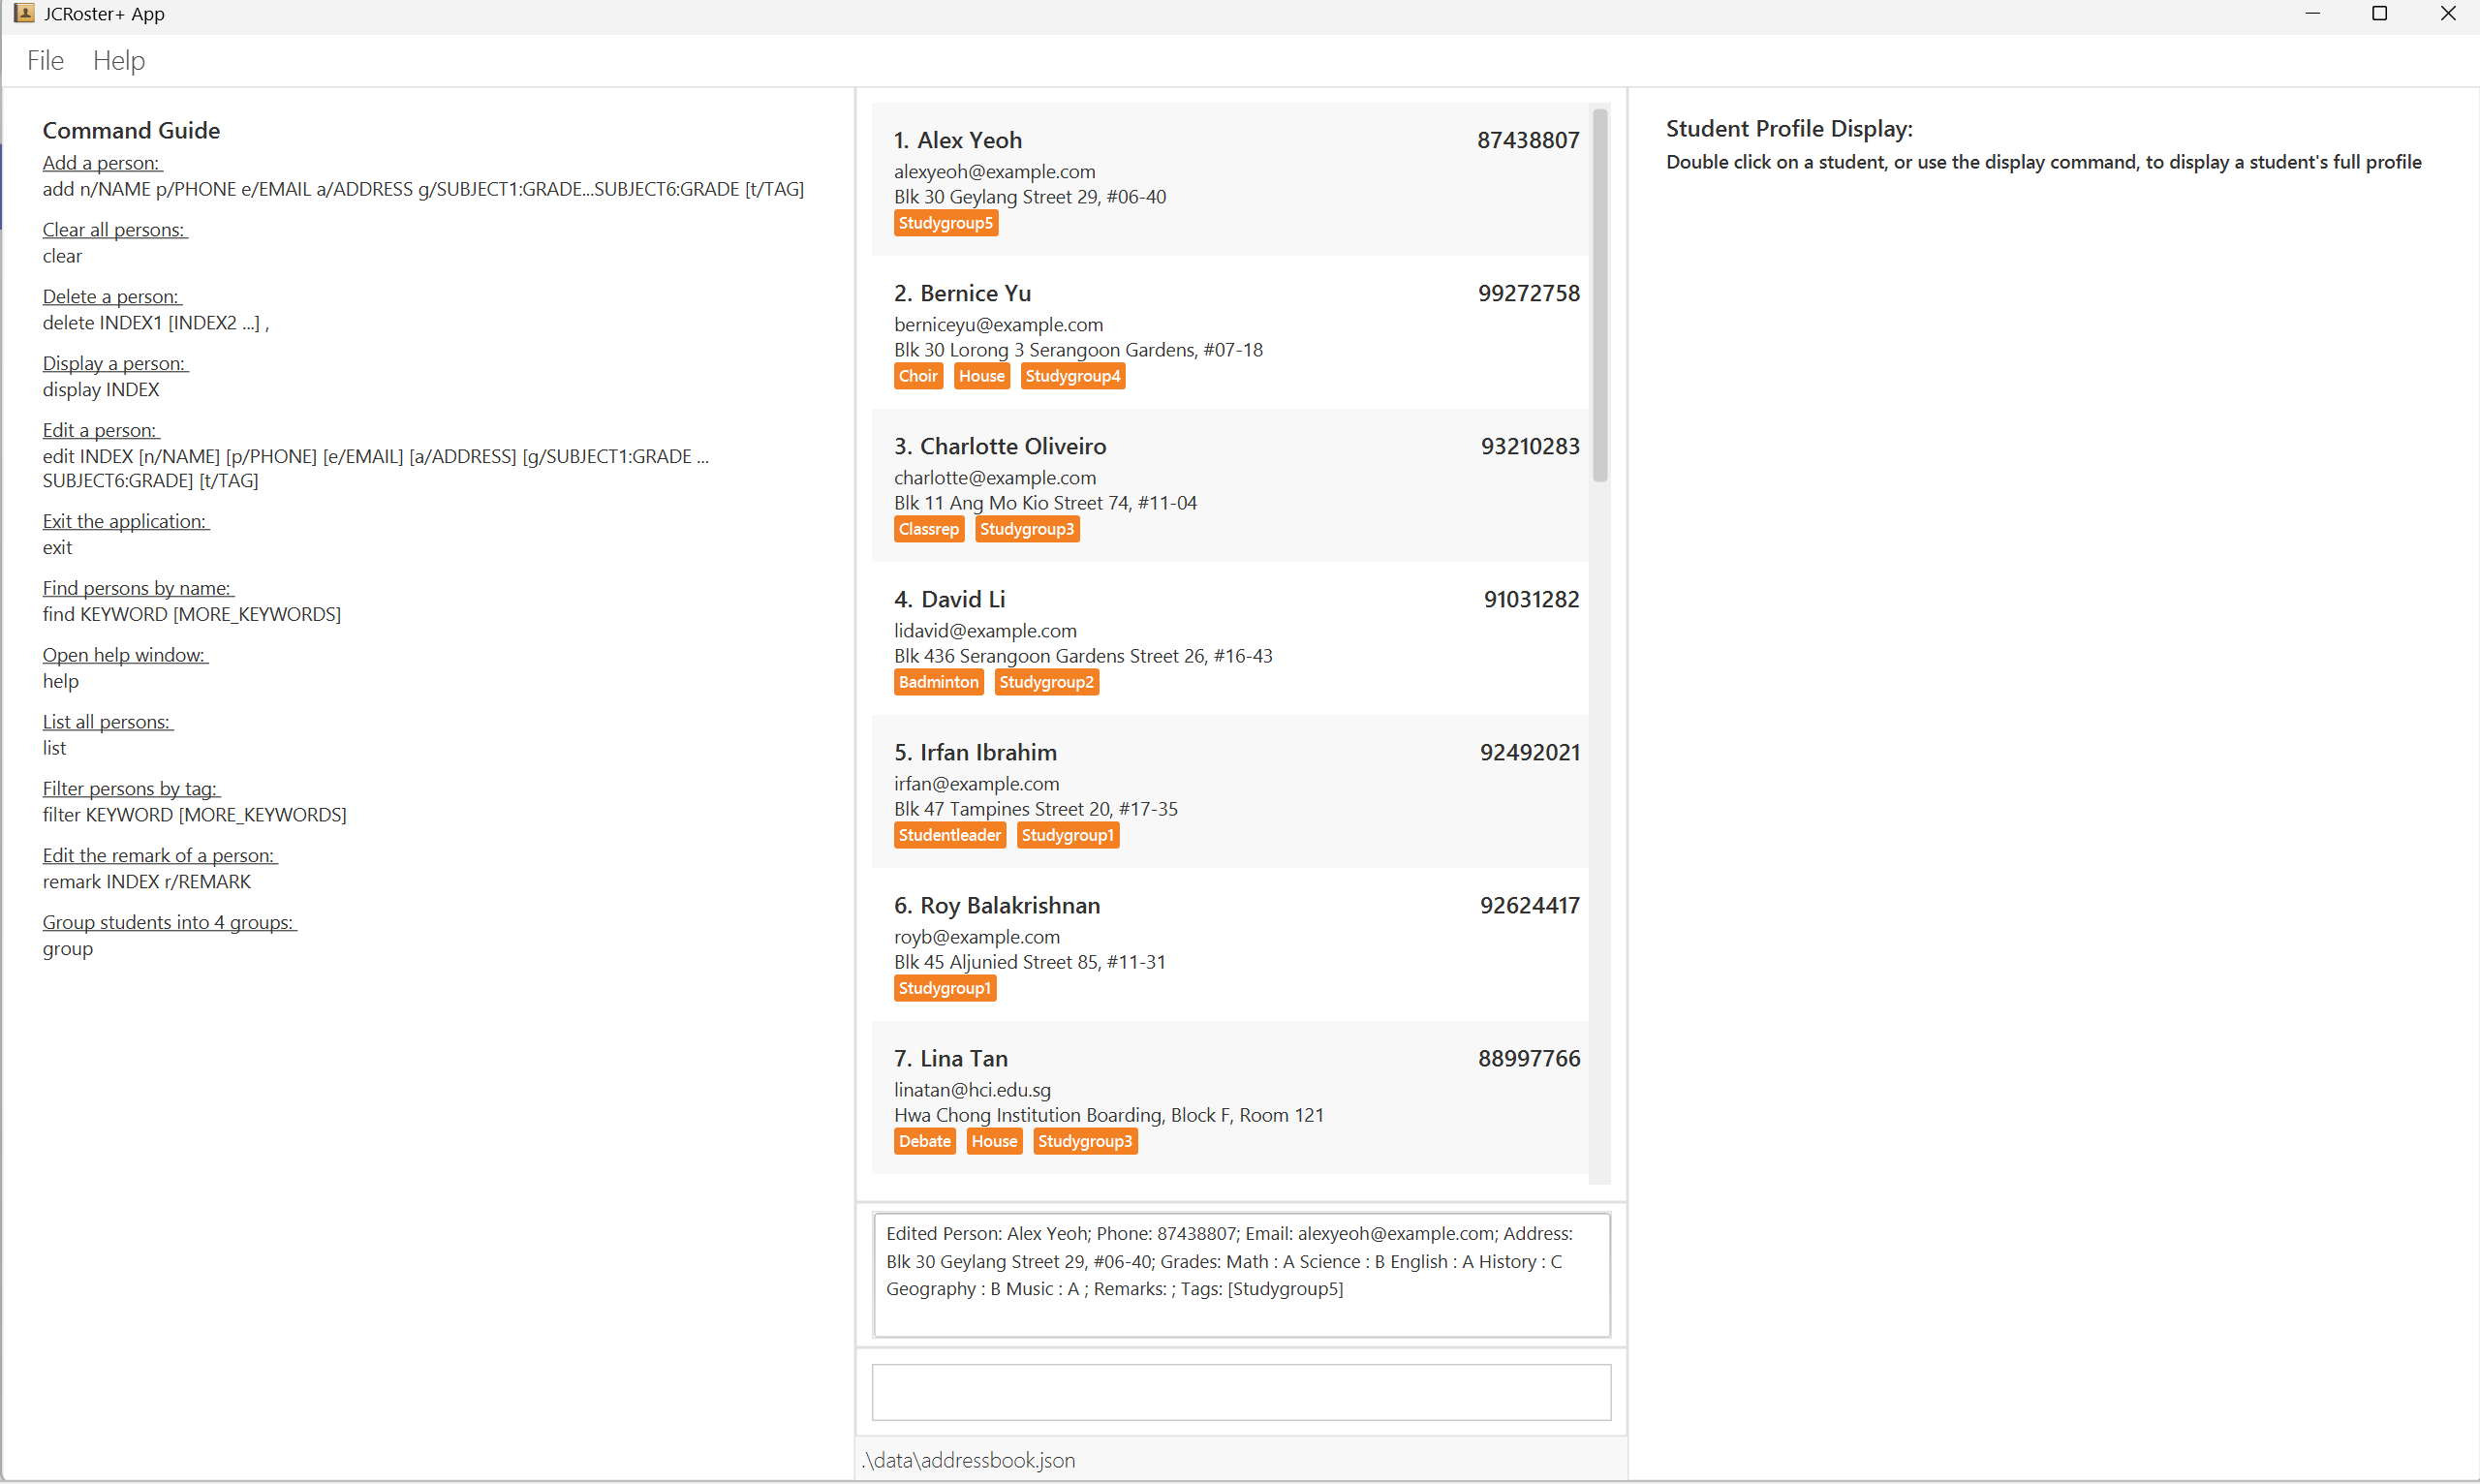 JCRoster+ App
File Help
Command Guide
Add a person:
add n/NAME p/PHONE e/EMAIL a/ADDRESS g/SUBJECT1:GRADE...SUBJECT6:GRADE [t/TAG]
Clear all persons:
clear
Delete a person:
delete INDEX1 [INDEX2 ...] ,
Display a person:
display INDEX
Edit a person:
edit INDEX [n/NAME] [p/PHONE] [e/EMAIL] [a/ADDRESS] [g/SUBJECT1:GRADE ...
SUBJECT6:GRADE] [t/TAG]
Exit the application:
exit
Find persons by name:
find KEYWORD [MORE_KEYWORDS]
Open help window:
help
List all persons:
list
Filter persons by tag:
filter KEYWORD [MORE_KEYWORDS]
Edit the remark of a person:
remark INDEX r/REMARK
Group students into 4 groups:
group
1. Alex Yeoh 87438807
alexyeoh@example.com
Blk 30 Geylang Street 29, #06-40
Studygroup5
2. Bernice Yu 99272758
berniceyu@example.com
Blk 30 Lorong 3 Serangoon Gardens, #07-18
Choir House Studygroup4
3. Charlotte Oliveiro 93210283
charlotte@example.com
Blk 11 Ang Mo Kio Street 74, #11-04
Classrep Studygroup3
4. David Li 91031282
lidavid@example.com
Blk 436 Serangoon Gardens Street 26, #16-43
Badminton Studygroup2
5. Irfan Ibrahim 92492021
irfan@example.com
Blk 47 Tampines Street 20, #17-35
Studentleader Studygroup1
6. Roy Balakrishnan 92624417
royb@example.com
Blk 45 Aljunied Street 85, #11-31
Studygroup1
7. Lina Tan 88997766
linatan@hci.edu.sg
Hwa Chong Institution Boarding, Block F, Room 121
Debate House Studygroup3
Edited Person: Alex Yeoh; Phone: 87438807; Email: alexyeoh@example.com; Address:
Blk 30 Geylang Street 29, #06-40; Grades: Math : A Science : B English : A History : C
Geography : B Music : A ; Remarks: ; Tags: [Studygroup5]
.\data\addressbook.json
Student Profile Display:
Double click on a student, or use the display command, to display a student's full profile